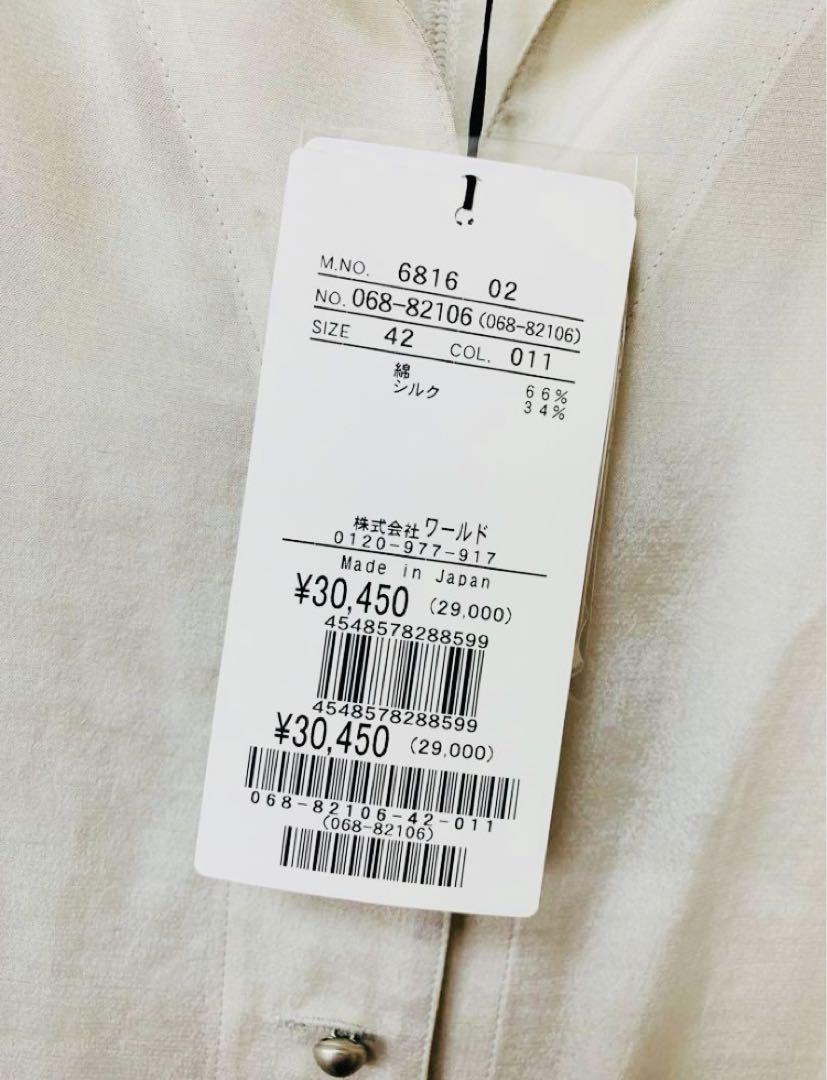 M.NO. 6816 02
NO. 068-82106 (068-82106)
SIZE 42 COL. 011
綿 66%
シルク 34%
株式会社ワールド
0120-977-917
Made in Japan
¥30,450 (29,000)
4548578288599
4548578288599
¥30,450 (29,000)
068-82106-42-011
(068-82106)